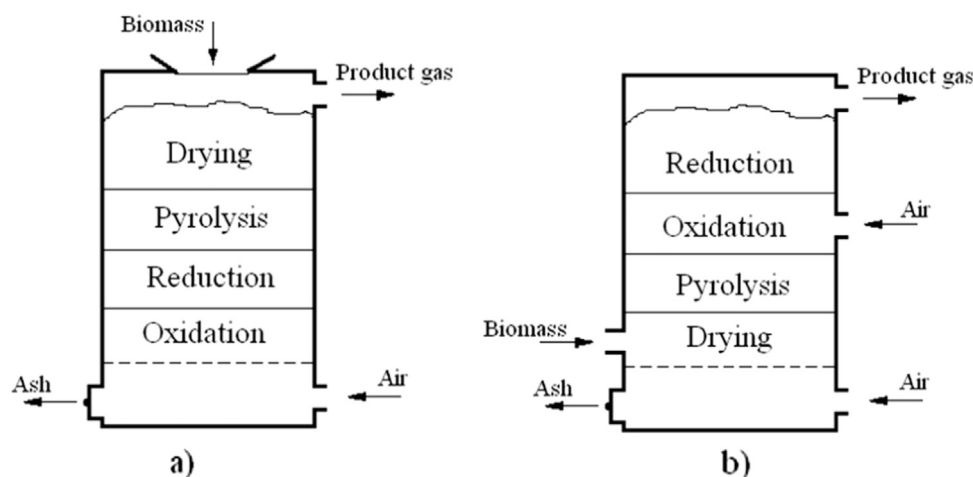 Biomass
Product gas
Drying
Pyrolysis
Reduction
Oxidation
Ash
Air
a)
Product gas
Reduction
Air
Oxidation
Pyrolysis
Biomass
Drying
Ash
Air
b)